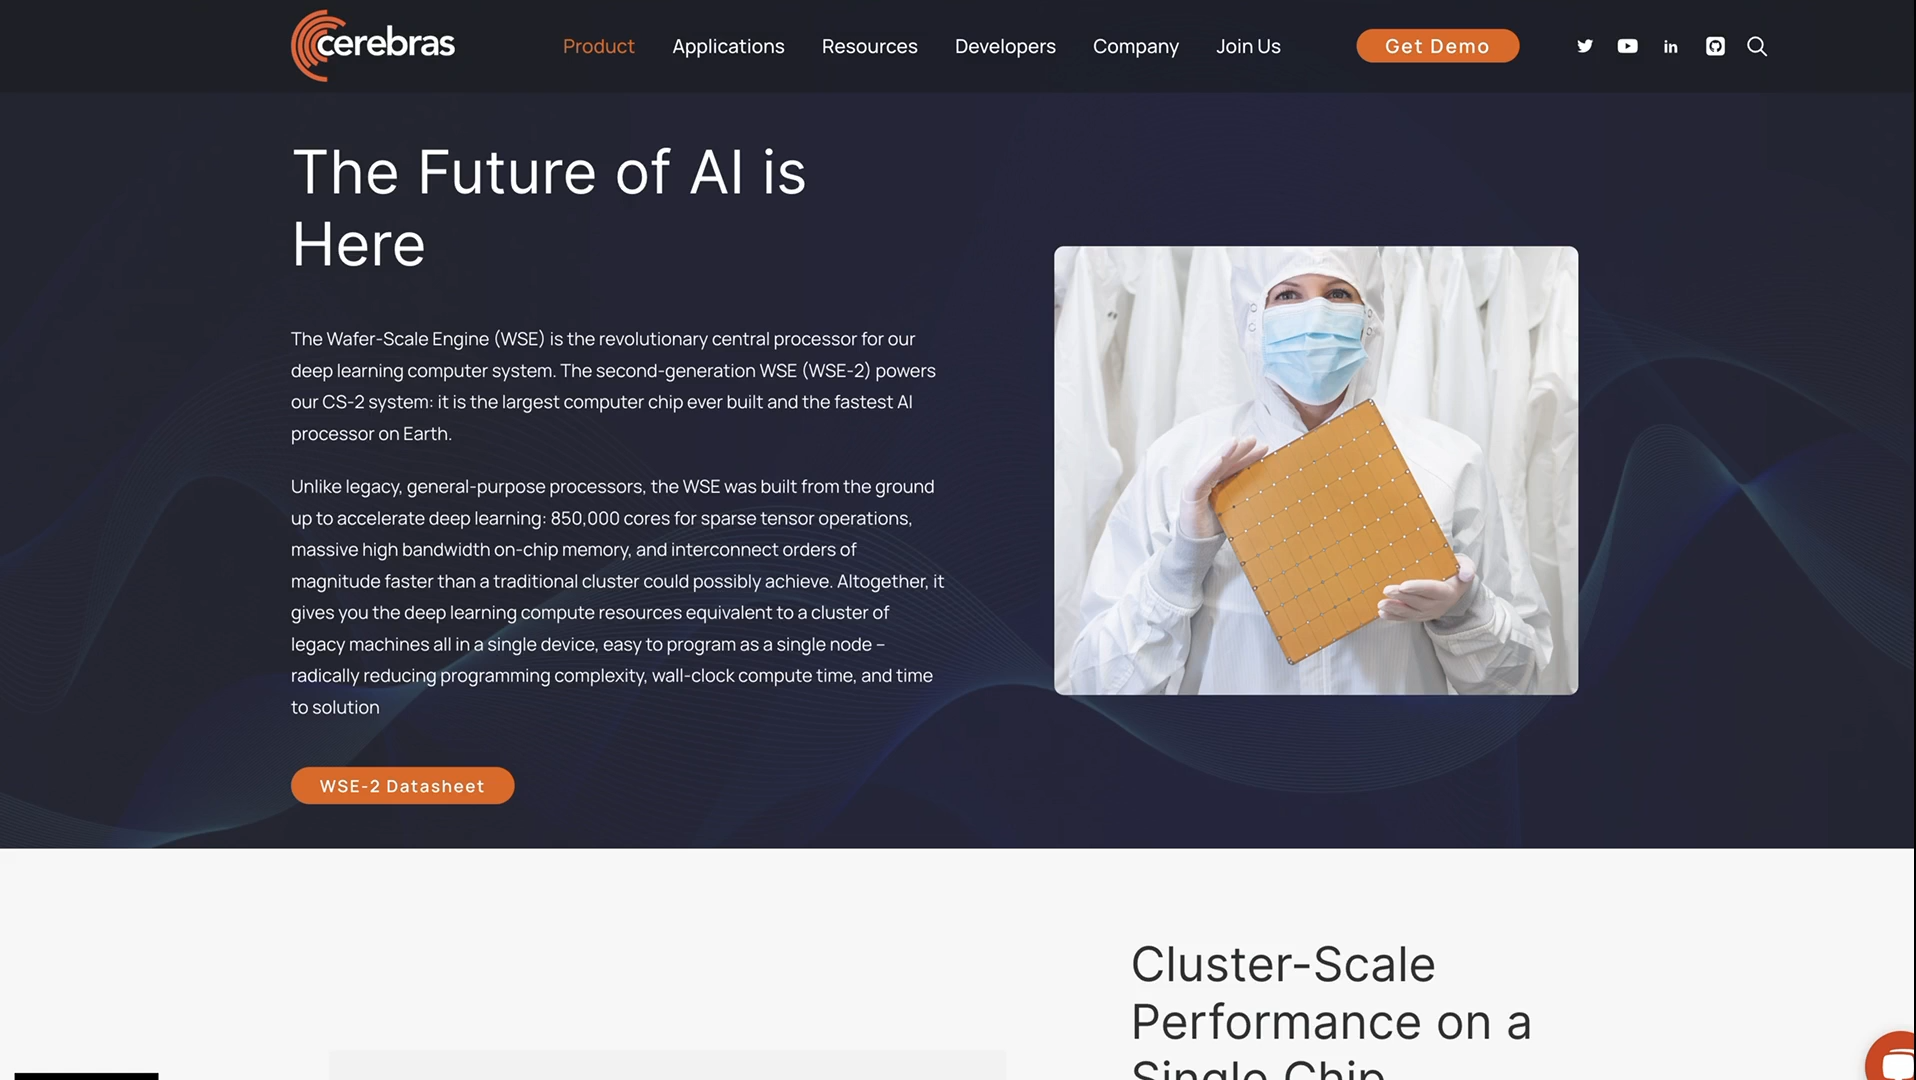 cerebras
Product
Applications
Resources
Developers
Company
Join Us
Get Demo
The Future of AI is
Here
The Wafer-Scale Engine (WSE) is the revolutionary central processor for our
deep learning computer system. The second-generation WSE (WSE-2) powers
our CS-2 system: it is the largest computer chip ever built and the fastest AI
processor on Earth.
Unlike legacy, general-purpose processors, the WSE was built from the ground
up to accelerate deep learning: 850,000 cores for sparse tensor operations,
massive high bandwidth on-chip memory, and interconnect orders of
magnitude faster than a traditional cluster could possibly achieve. Altogether, it
gives you the deep learning compute resources equivalent to a cluster of
legacy machines all in a single device, easy to program as a single node –
radically reducing programming complexity, wall-clock compute time, and time
to solution
WSE-2 Datasheet
Cluster-Scale
Performance on a
Single Chip